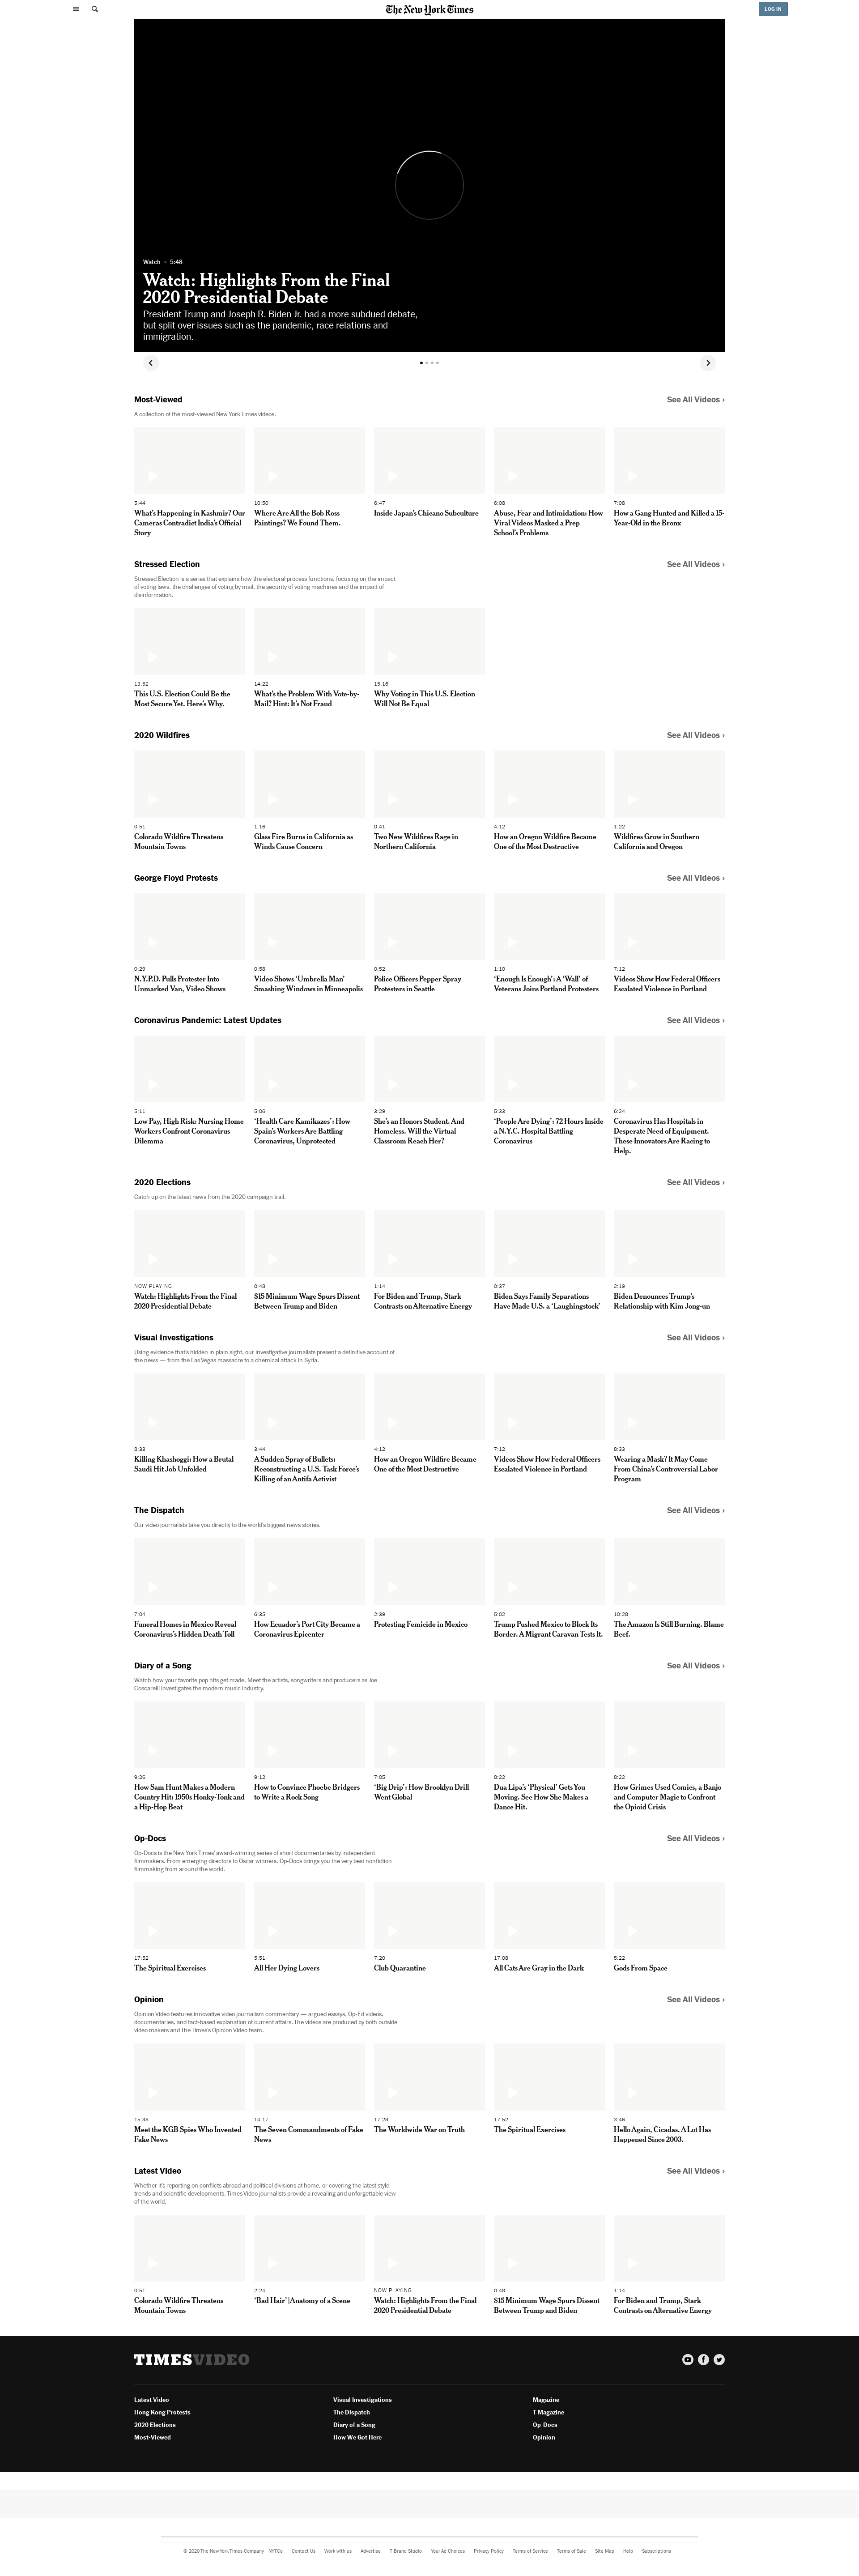 The New York Times
LOG IN
Watch - 5:48
Watch: Highlights From the Final
2020 Presidential Debate
President Trump and Joseph R. Biden Jr. had a more subdued debate,
but split over issues such as the pandemic, race relations and
immigration.
Most-Viewed
See All Videos ›
A collection of the most-viewed New York Times videos.
5:44
What's Happening in Kashmir? Our
Cameras Contradict India's Official
Story
10:50
Where Are All the Bob Ross
Paintings? We Found Them.
6:47
Inside Japan's Chicano Subculture
6:08
Abuse, Fear and Intimidation: How
Viral Videos Masked a Prep
School's Problems
7:08
How a Gang Hunted and Killed a 15-
Year-Old in the Bronx
Stressed Election
See All Videos ›
Stressed Election is a series that explains how the electoral process functions, focusing on the impact
of voting laws, the challenges of voting by mail, the security of voting machines and the impact of
disinformation.
13:52
This U.S. Election Could Be the
Most Secure Yet. Here's Why.
14:22
What's the Problem With Vote-by-
Mail? Hint: It's Not Fraud
15:16
Why Voting in This U.S. Election
Will Not Be Equal
2020 Wildfires
See All Videos ›
0:51
Colorado Wildfire Threatens
Mountain Towns
1:16
Glass Fire Burns in California as
Winds Cause Concern
0:41
Two New Wildfires Rage in
Northern California
4:12
How an Oregon Wildfire Became
One of the Most Destructive
1:22
Wildfires Grow in Southern
California and Oregon
George Floyd Protests
See All Videos ›
0:29
N.Y.P.D. Pulls Protester Into
Unmarked Van, Video Shows
0:58
Video Shows 'Umbrella Man'
Smashing Windows in Minneapolis
0:52
Police Officers Pepper Spray
Protesters in Seattle
1:10
'Enough Is Enough': A 'Wall' of
Veterans Joins Portland Protesters
7:12
Videos Show How Federal Officers
Escalated Violence in Portland
Coronavirus Pandemic: Latest Updates
See All Videos ›
5:11
Low Pay, High Risk: Nursing Home
Workers Confront Coronavirus
Dilemma
5:06
'Health Care Kamikazes': How
Spain's Workers Are Battling
Coronavirus, Unprotected
3:29
She's an Honors Student. And
Homeless. Will the Virtual
Classroom Reach Her?
5:33
'People Are Dying': 72 Hours Inside
a N.Y.C. Hospital Battling
Coronavirus
6:24
Coronavirus Has Hospitals in
Desperate Need of Equipment.
These Innovators Are Racing to
Help.
2020 Elections
See All Videos ›
Catch up on the latest news from the 2020 campaign trail.
NOW PLAYING
Watch: Highlights From the Final
2020 Presidential Debate
0:48
$15 Minimum Wage Spurs Dissent
Between Trump and Biden
1:14
For Biden and Trump, Stark
Contrasts on Alternative Energy
0:37
Biden Says Family Separations
Have Made U.S. a 'Laughingstock'
2:19
Biden Denounces Trump's
Relationship with Kim Jong-un
Visual Investigations
See All Videos ›
Using evidence that's hidden in plain sight, our investigative journalists present a definitive account of
the news — from the Las Vegas massacre to a chemical attack in Syria.
8:33
Killing Khashoggi: How a Brutal
Saudi Hit Job Unfolded
3:44
A Sudden Spray of Bullets:
Reconstructing a U.S. Task Force's
Killing of an Antifa Activist
4:12
How an Oregon Wildfire Became
One of the Most Destructive
7:12
Videos Show How Federal Officers
Escalated Violence in Portland
8:33
Wearing a Mask? It May Come
From China's Controversial Labor
Program
The Dispatch
See All Videos ›
Our video journalists take you directly to the world's biggest news stories.
7:04
Funeral Homes in Mexico Reveal
Coronavirus's Hidden Death Toll
6:35
How Ecuador's Port City Became a
Coronavirus Epicenter
2:39
Protesting Femicide in Mexico
5:02
Trump Pushed Mexico to Block Its
Border. A Migrant Caravan Tests It.
10:28
The Amazon Is Still Burning. Blame
Beef.
Diary of a Song
See All Videos ›
Watch how your favorite pop hits get made. Meet the artists, songwriters and producers as Joe
Coscarelli investigates the modern music industry.
9:26
How Sam Hunt Makes a Modern
Country Hit: 1950s Honky-Tonk and
a Hip-Hop Beat
9:12
How to Convince Phoebe Bridgers
to Write a Rock Song
7:05
'Big Drip': How Brooklyn Drill
Went Global
8:22
Dua Lipa's 'Physical' Gets You
Moving. See How She Makes a
Dance Hit.
8:22
How Grimes Used Comics, a Banjo
and Computer Magic to Confront
the Opioid Crisis
Op-Docs
See All Videos ›
Op-Docs is the New York Times' award-winning series of short documentaries by independent
filmmakers. From emerging directors to Oscar winners, Op-Docs brings you the very best nonfiction
filmmaking from around the world.
17:52
The Spiritual Exercises
5:51
All Her Dying Lovers
7:20
Club Quarantine
17:08
All Cats Are Gray in the Dark
5:22
Gods From Space
Opinion
See All Videos ›
Opinion Video features innovative video journalism commentary — argued essays, Op-Ed videos,
documentaries, and fact-based explanation of current affairs. The videos are produced by both outside
video makers and The Times's Opinion Video team.
15:38
Meet the KGB Spies Who Invented
Fake News
14:17
The Seven Commandments of Fake
News
17:28
The Worldwide War on Truth
17:52
The Spiritual Exercises
3:46
Hello Again, Cicadas. A Lot Has
Happened Since 2003.
Latest Video
See All Videos ›
Whether it's reporting on conflicts abroad and political divisions at home, or covering the latest style
trends and scientific developments, Times Video journalists provide a revealing and unforgettable view
of the world.
0:51
Colorado Wildfire Threatens
Mountain Towns
2:24
'Bad Hair' | Anatomy of a Scene
NOW PLAYING
Watch: Highlights From the Final
2020 Presidential Debate
0:48
$15 Minimum Wage Spurs Dissent
Between Trump and Biden
1:14
For Biden and Trump, Stark
Contrasts on Alternative Energy
TIMESVIDEO
Latest Video
Hong Kong Protests
2020 Elections
Most-Viewed
Visual Investigations
The Dispatch
Diary of a Song
How We Got Here
Magazine
T Magazine
Op-Docs
Opinion
© 2020 The New York Times Company NYTCo Contact Us Work with us Advertise T Brand Studio Your Ad Choices Privacy Policy Terms of Service Terms of Sale Site Map Help Subscriptions